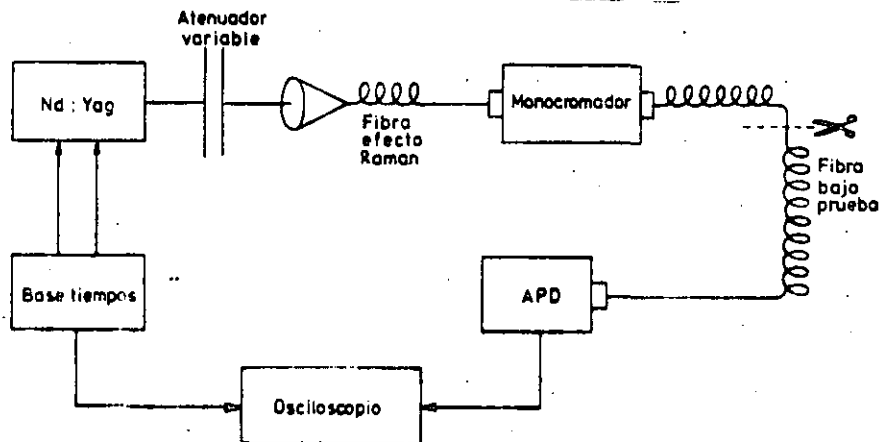 Atenuador
variable
Nd : Yag
Fibra
efecto
Raman
Monocromador
Fibra
bajo
prueba
Base tiempos
APD
Osciloscopio